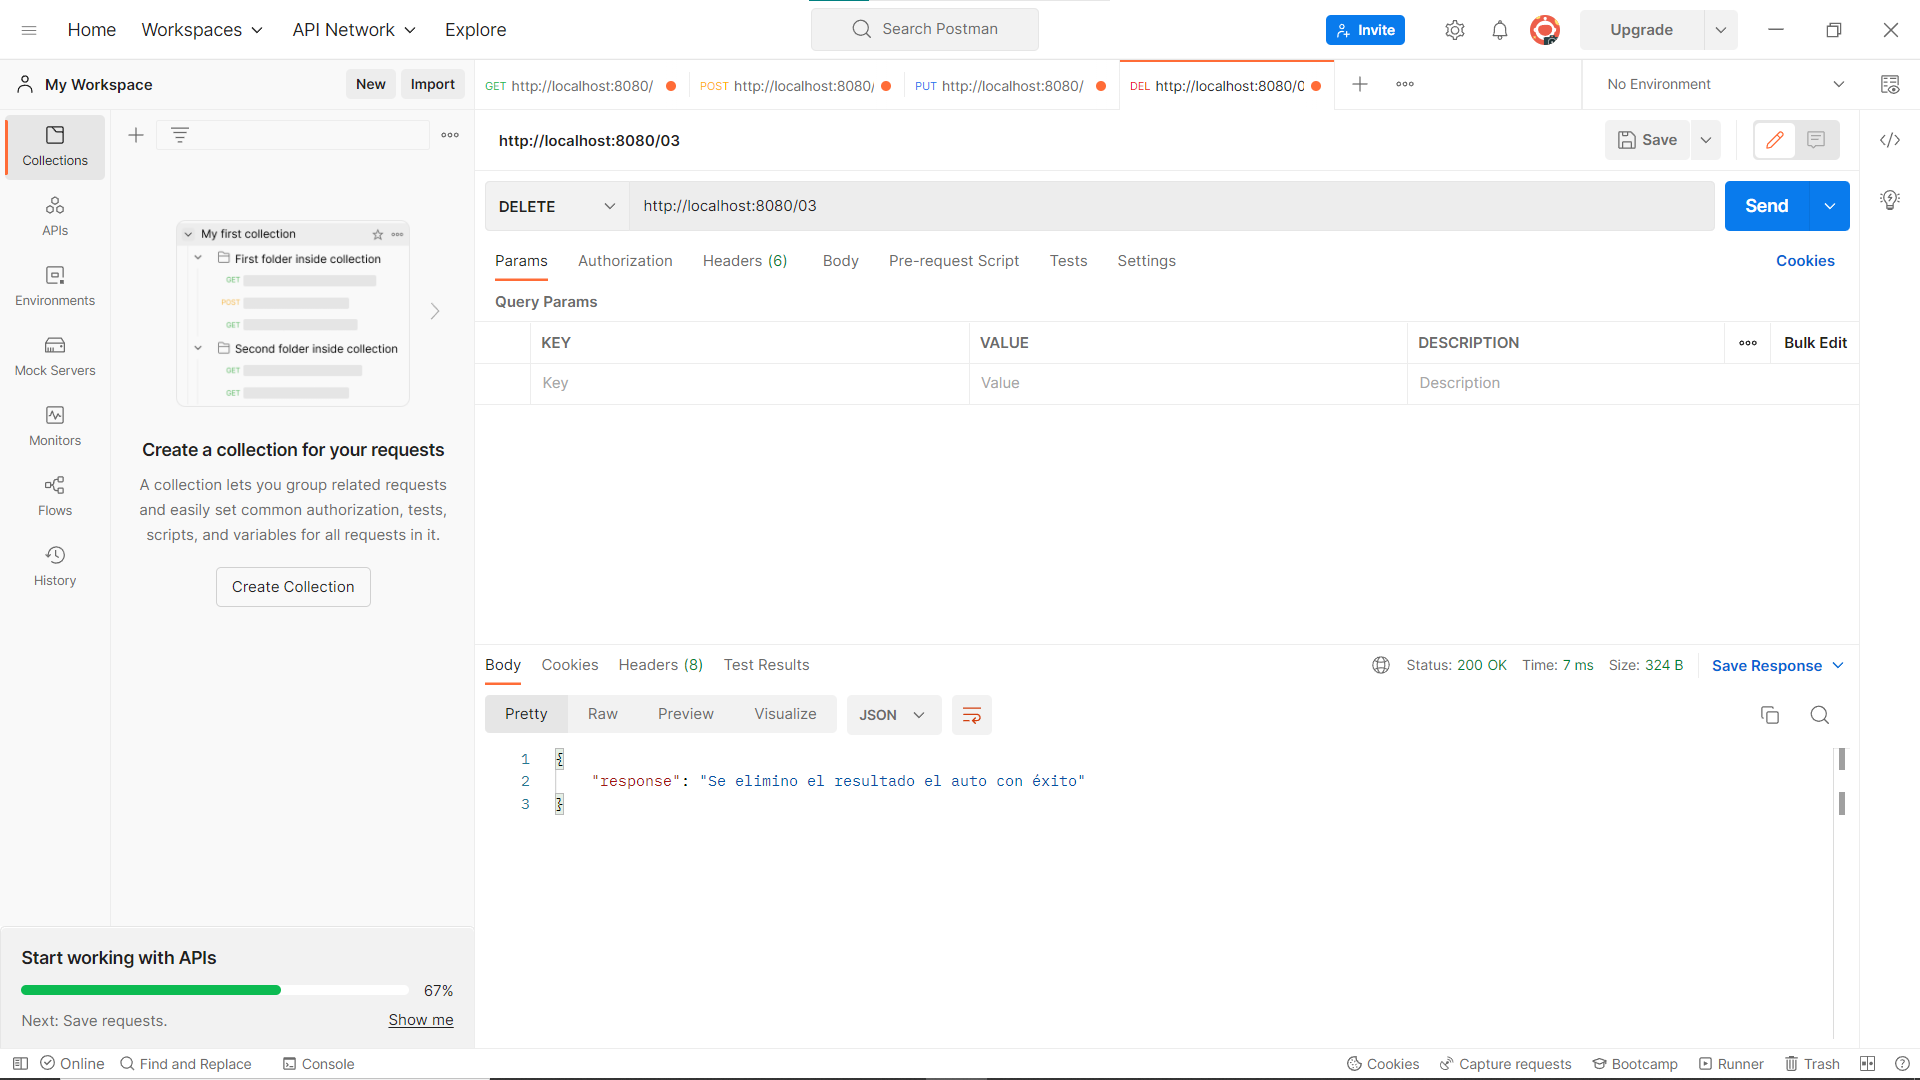 Home
Workspaces
API Network
Explore
Search Postman
Invite
Upgrade
My Workspace
New
Import
GET http://localhost:8080/
POST http://localhost:8080/
PUT http://localhost:8080/
DEL http://localhost:8080/0
No Environment
Collections
APIs
Environments
Mock Servers
Monitors
Flows
History
My first collection
First folder inside collection
GET
POST
GET
Second folder inside collection
GET
GET
Create a collection for your requests
A collection lets you group related requests
and easily set common authorization, tests,
scripts, and variables for all requests in it.
Create Collection
Start working with APIs
67%
Next: Save requests.
Show me
http://localhost:8080/03
Save
DELETE
http://localhost:8080/03
Send
Params
Authorization
Headers (6)
Body
Pre-request Script
Tests
Settings
Cookies
Query Params
KEY
VALUE
DESCRIPTION
Bulk Edit
Key
Value
Description
Body
Cookies
Headers (8)
Test Results
Status: 200 OK
Time: 7 ms
Size: 324 B
Save Response
Pretty
Raw
Preview
Visualize
JSON
1 {
2 "response": "Se elimino el resultado el auto con éxito"
3 }
Online
Find and Replace
Console
Cookies
Capture requests
Bootcamp
Runner
Trash